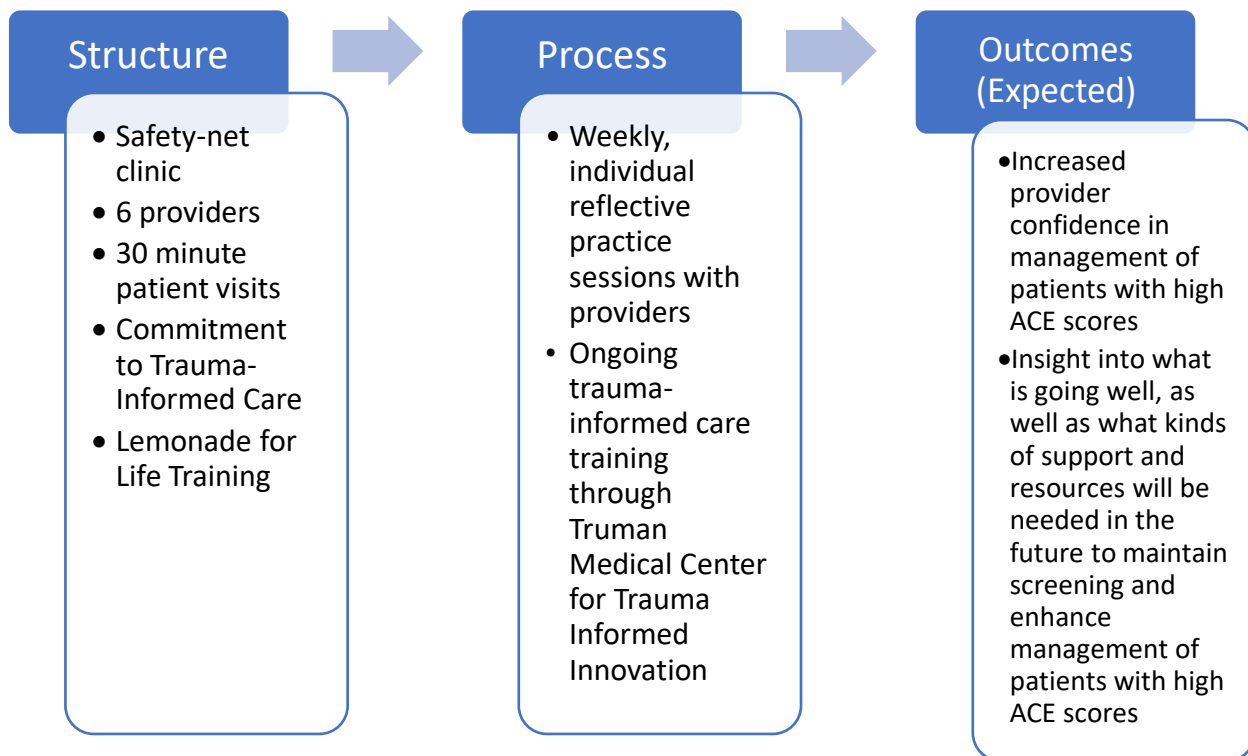 Structure
• Safety-net
clinic
• 6 providers
• 30 minute
patient visits
• Commitment
to Trauma-
Informed Care
• Lemonade for
Life Training
Process
• Weekly,
individual
reflective
practice
sessions with
providers
• Ongoing
trauma-
informed care
training
through
Truman
Medical Center
for Trauma
Informed
Innovation
Outcomes
(Expected)
•Increased
provider
confidence in
management of
patients with high
ACE scores
•Insight into what
is going well, as
well as what kinds
of support and
resources will be
needed in the
future to maintain
screening and
enhance
management of
patients with high
ACE scores